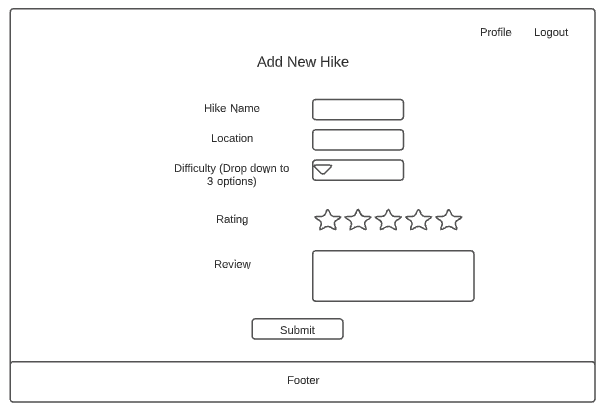 Profile Logout
Add New Hike
Hike Name
Location
Difficulty (Drop down to
3 options)
Rating
Review
Submit
Footer